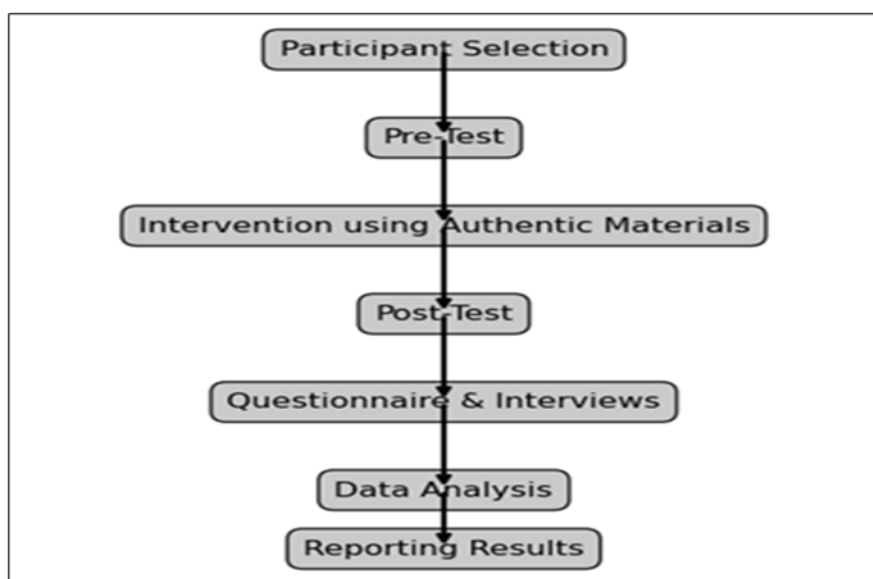 Participant Selection
Pre-Test
Intervention using Authentic Materials
Post-Test
Questionnaire & Interviews
Data Analysis
Reporting Results